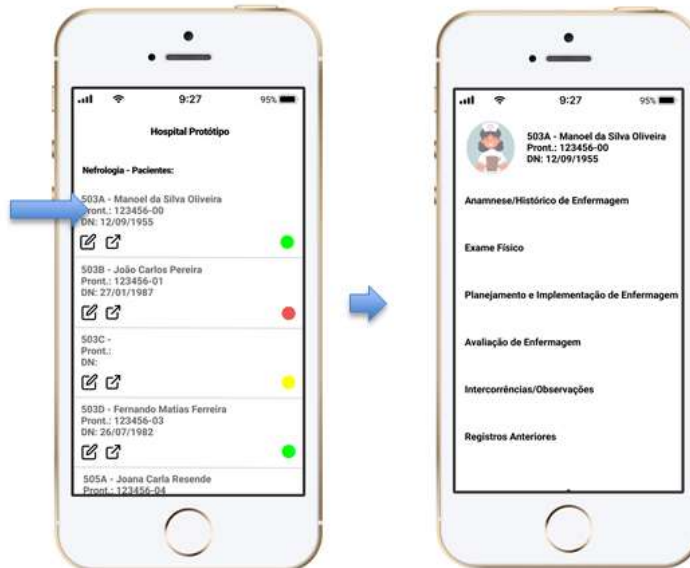 9:27
95%
Hospital Protótipo
Nefrologia - Pacientes:
503A - Manoel da Silva Oliveira
Pront.: 123456-00
DN: 12/09/1955
503B - João Carlos Pereira
Pront.: 123456-01
DN: 27/01/1987
503C -
Pront.:
DN:
503D - Fernando Matias Ferreira
Pront.: 123456-03
DN: 26/07/1982
505A - Joana Carla Resende
Pront.: 123456-04
9:27
95%
503A - Manoel da Silva Oliveira
Pront.: 123456-00
DN: 12/09/1955
Anamnese/Histórico de Enfermagem
Exame Físico
Planejamento e Implementação de Enfermagem
Avaliação de Enfermagem
Intercorrências/Observações
Registros Anteriores